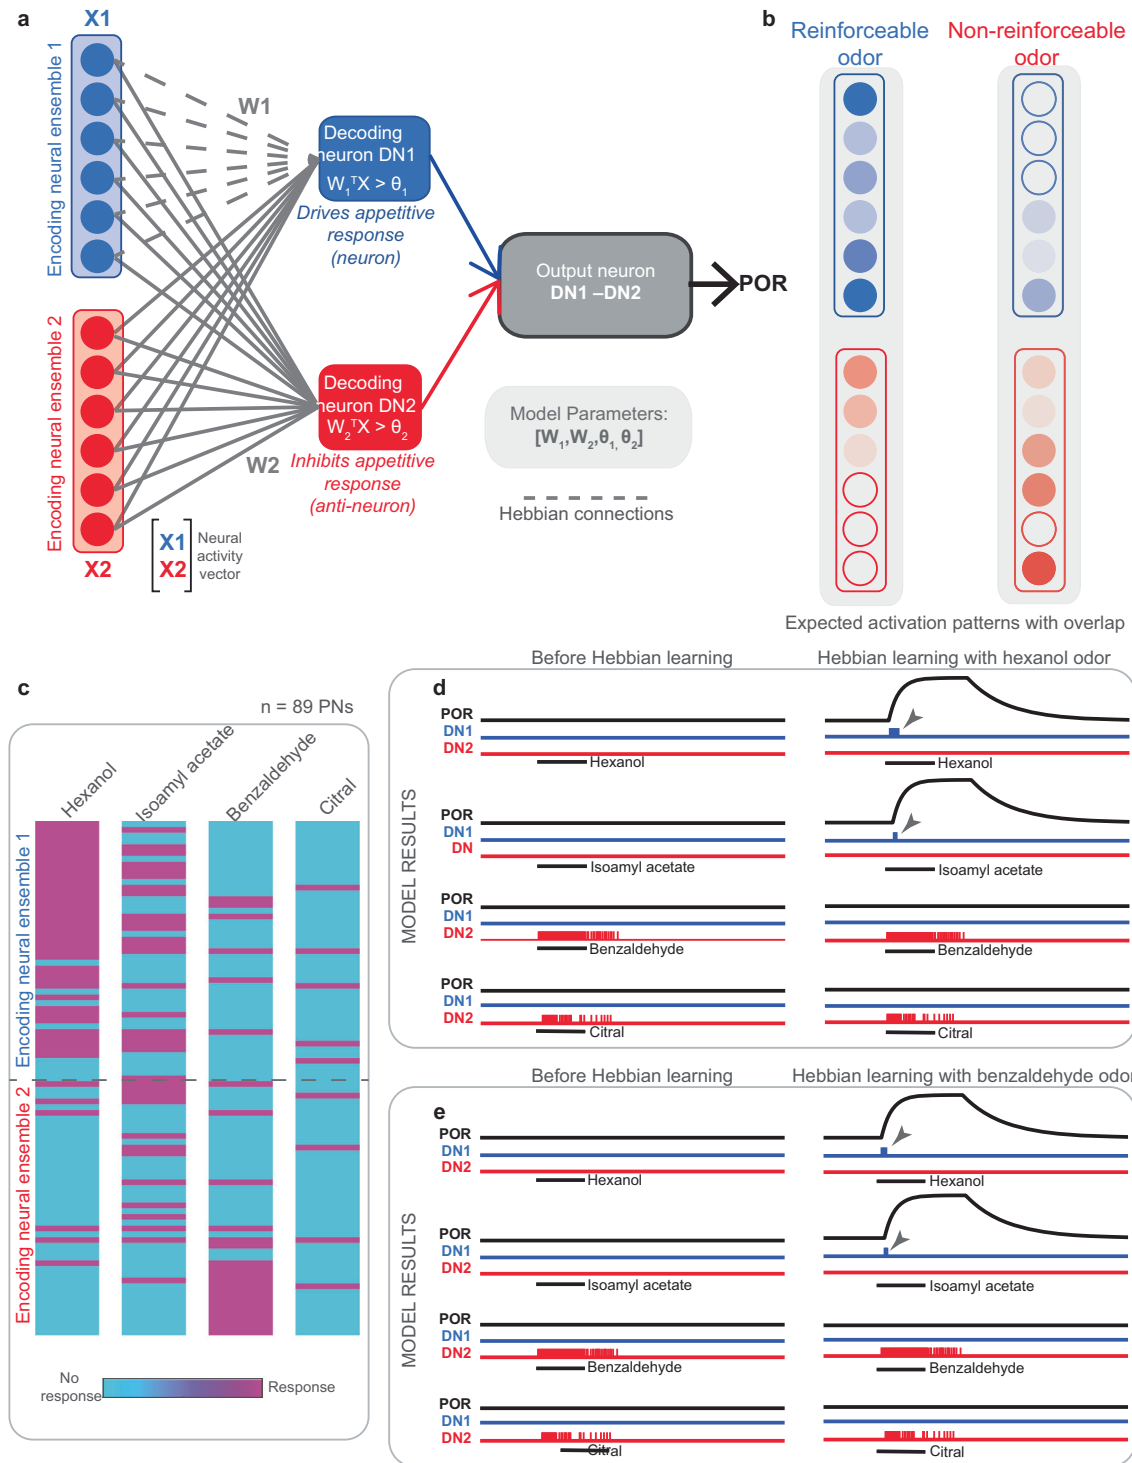 a
X1
Encoding neural ensemble 1
W1
Decoding
neuron DN1
W₁ᵀX > θ₁
Drives appetitive
response
(neuron)
Output neuron
DN1 –DN2
POR
Encoding neural ensemble 2
X2
W2
Decoding
neuron DN2
W₂ᵀX > θ₂
Inhibits appetitive
response
(anti-neuron)
X1
X2
Neural
activity
vector
Model Parameters:
[W₁,W₂,θ₁, θ₂]
Hebbian connections
b
Reinforceable
odor
Non-reinforceable
odor
Expected activation patterns with overlap
c
n = 89 PNs
Hexanol
Isoamyl acetate
Benzaldehyde
Citral
Encoding neural ensemble 1
Encoding neural ensemble 2
No
response
Response
d
Before Hebbian learning
Hebbian learning with hexanol odor
MODEL RESULTS
POR
DN1
DN2
Hexanol
Hexanol
POR
DN1
DN
Isoamyl acetate
Isoamyl acetate
POR
DN1
DN2
Benzaldehyde
Benzaldehyde
POR
DN1
DN2
Citral
Citral
e
Before Hebbian learning
Hebbian learning with benzaldehyde odor
MODEL RESULTS
POR
DN1
DN2
Hexanol
Hexanol
POR
DN1
DN2
Isoamyl acetate
Isoamyl acetate
POR
DN1
DN2
Benzaldehyde
Benzaldehyde
POR
DN1
DN2
Citral
Citral